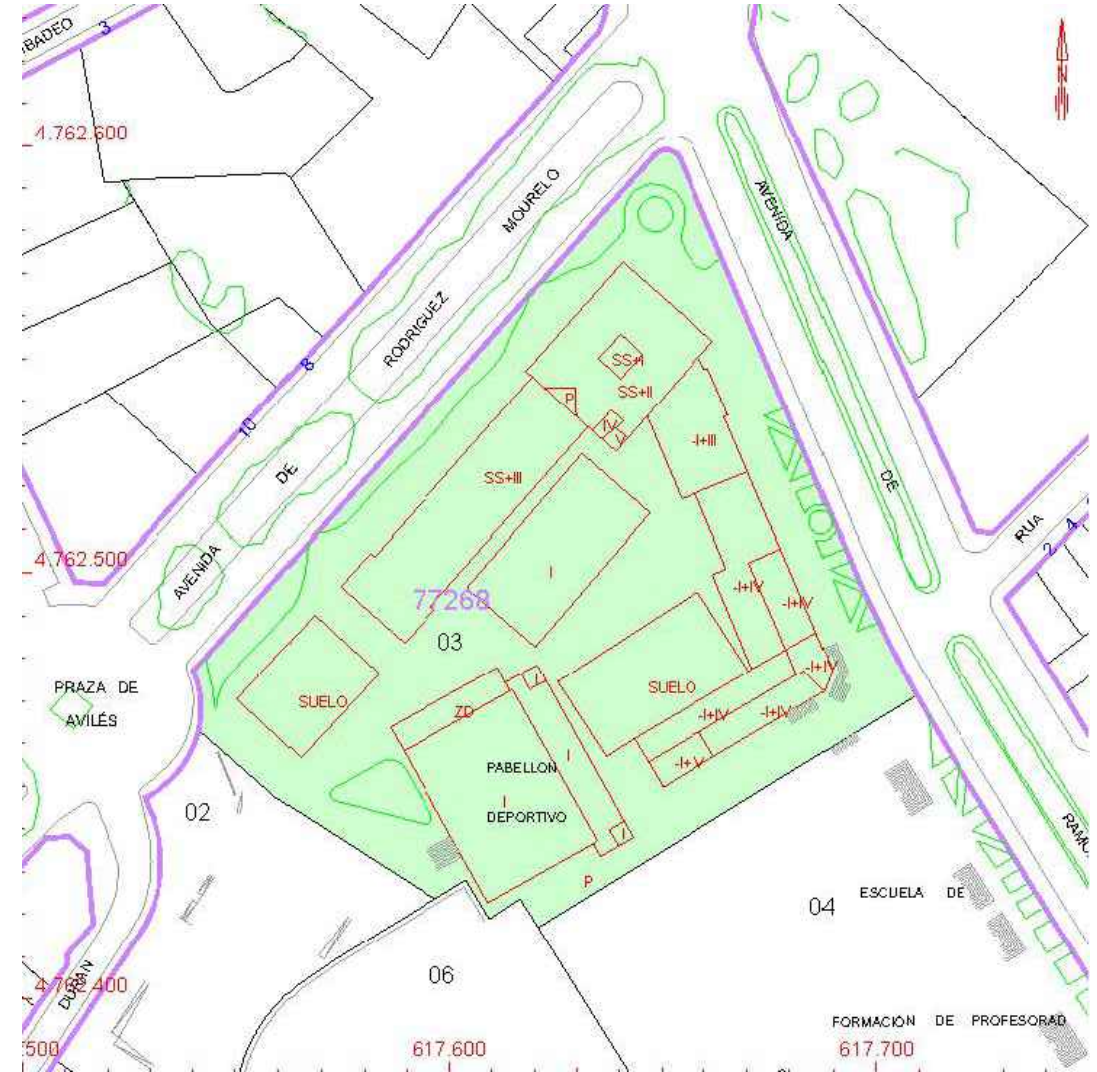 IBADEO
3
N
4.762.600
MOURELO
AVENIDA
RODRIGUEZ
8
SS+I
SS+II
P
10
IV
V
-I+III
DE
SS+III
DE
RUA
2 4
4.762.500
AVENIDA
I
77268
-I+IV
-I+IV
03
-I+IV
PRAZA DE
SUELO
SUELO
AVILÉS
ZD
-I+IV
-I+IV
I
-I+V
PABELLON
I
02
DEPORTIVO
I
I
RAMO
P
ESCUELA DE
04
06
DURAN
4.762.400
FORMACIÓN DE PROFESORAD
500
617.600
617.700